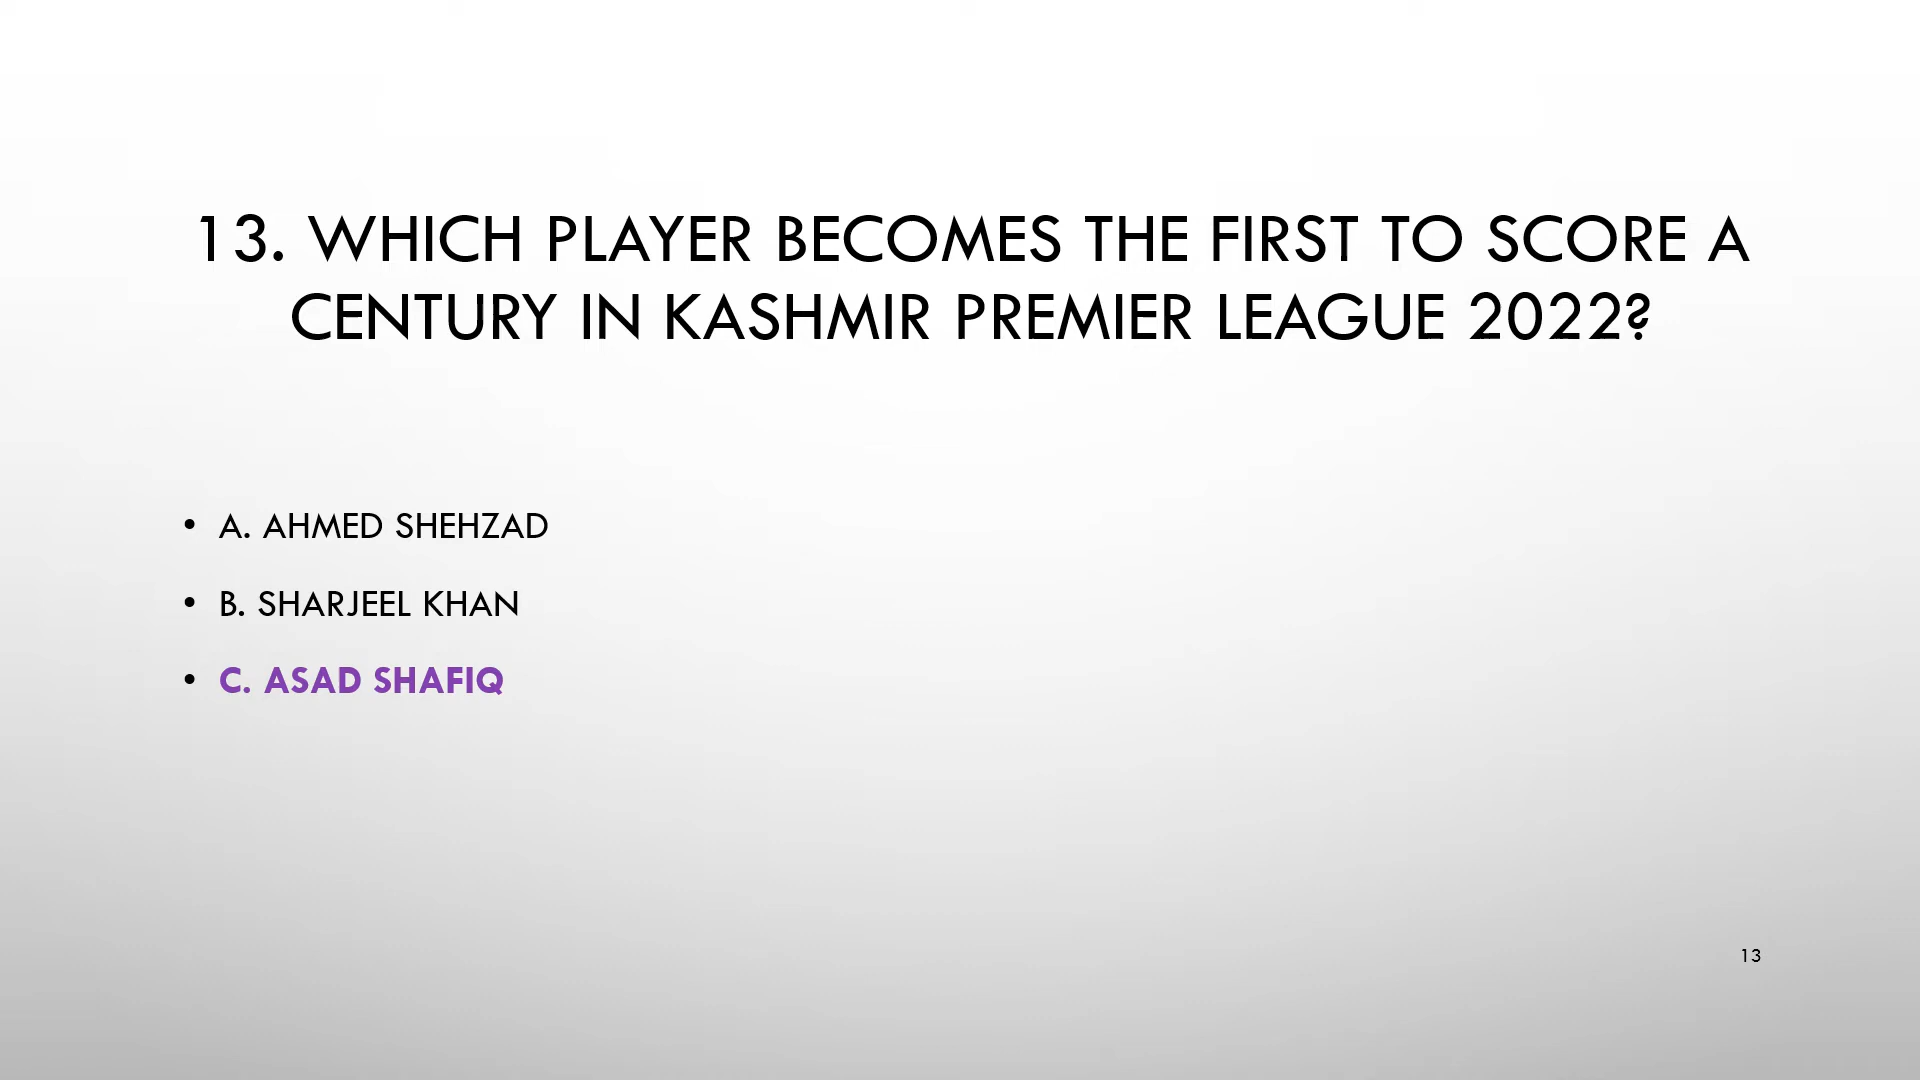 13. WHICH PLAYER BECOMES THE FIRST TO SCORE A
CENTURY IN KASHMIR PREMIER LEAGUE 2022?
• A. AHMED SHEHZAD
• B. SHARJEEL KHAN
• C. ASAD SHAFIQ
13